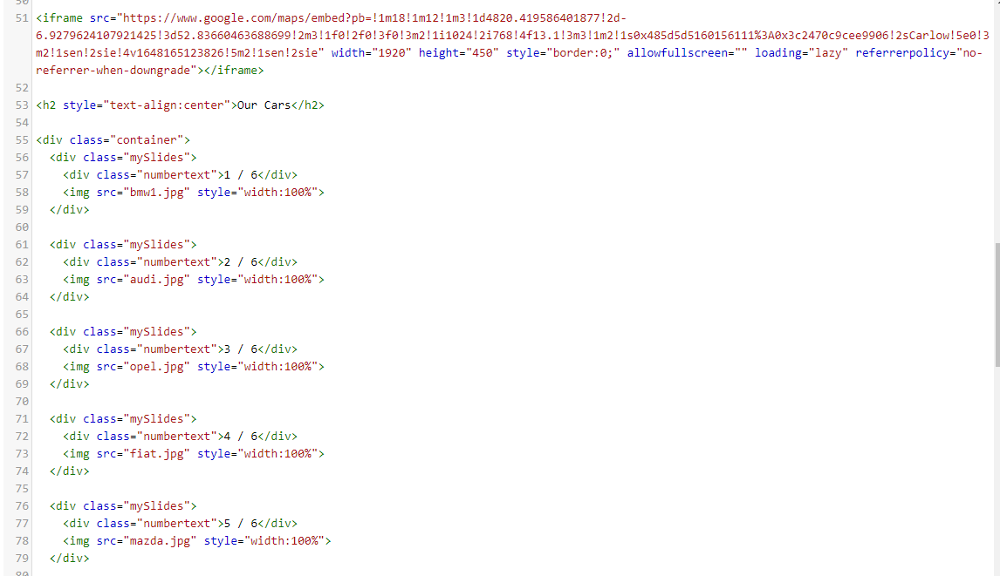 50
51 <iframe src="https://www.google.com/maps/embed?pb=!1m18!1m12!1m3!1d4820.419586401877!2d-
6.9279624107921425!3d52.83660463688699!2m3!1f0!2f0!3f0!3m2!1i1024!2i768!4f13.1!3m3!1m2!1s0x485d5d5160156111%3A0x3c2470c9cee9906!2sCarlow!5e0!3
m2!1sen!2sie!4v1648165123826!5m2!1sen!2sie" width="1920" height="450" style="border:0;" allowfullscreen="" loading="lazy" referrerpolicy="no-
referrer-when-downgrade"></iframe>
52
53 <h2 style="text-align:center">Our Cars</h2>
54
55 <div class="container">
56   <div class="mySlides">
57     <div class="numbertext">1 / 6</div>
58     <img src="bmw1.jpg" style="width:100%">
59   </div>
60
61   <div class="mySlides">
62     <div class="numbertext">2 / 6</div>
63     <img src="audi.jpg" style="width:100%">
64   </div>
65
66   <div class="mySlides">
67     <div class="numbertext">3 / 6</div>
68     <img src="opel.jpg" style="width:100%">
69   </div>
70
71   <div class="mySlides">
72     <div class="numbertext">4 / 6</div>
73     <img src="fiat.jpg" style="width:100%">
74   </div>
75
76   <div class="mySlides">
77     <div class="numbertext">5 / 6</div>
78     <img src="mazda.jpg" style="width:100%">
79   </div>
80